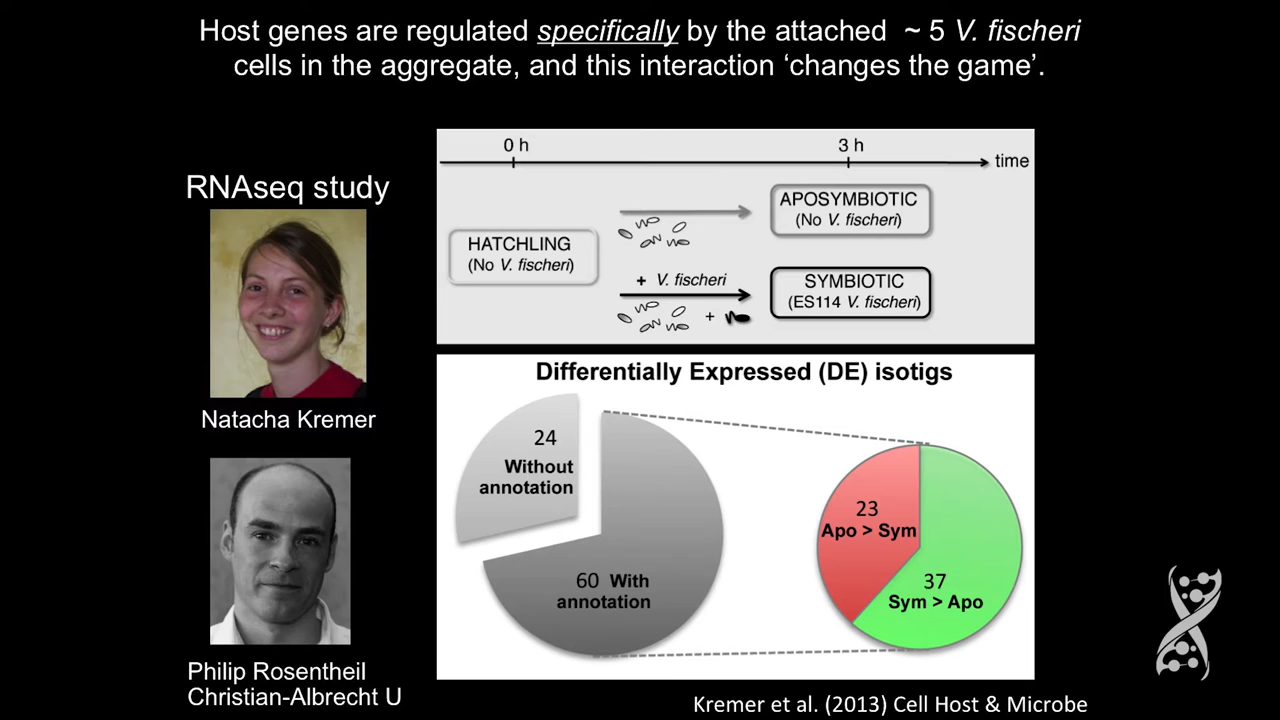 Host genes are regulated specifically by the attached ~ 5 V. fischeri
cells in the aggregate, and this interaction ‘changes the game’.
RNAseq study
Natacha Kremer
Philip Rosentheil
Christian-Albrecht U
0 h
3 h
time
HATCHLING
(No V. fischeri)
APOSYMBIOTIC
(No V. fischeri)
+ V. fischeri
+
SYMBIOTIC
(ES114 V. fischeri)
Differentially Expressed (DE) isotigs
24
Without
annotation
60 With
annotation
23
Apo > Sym
37
Sym > Apo
Kremer et al. (2013) Cell Host & Microbe